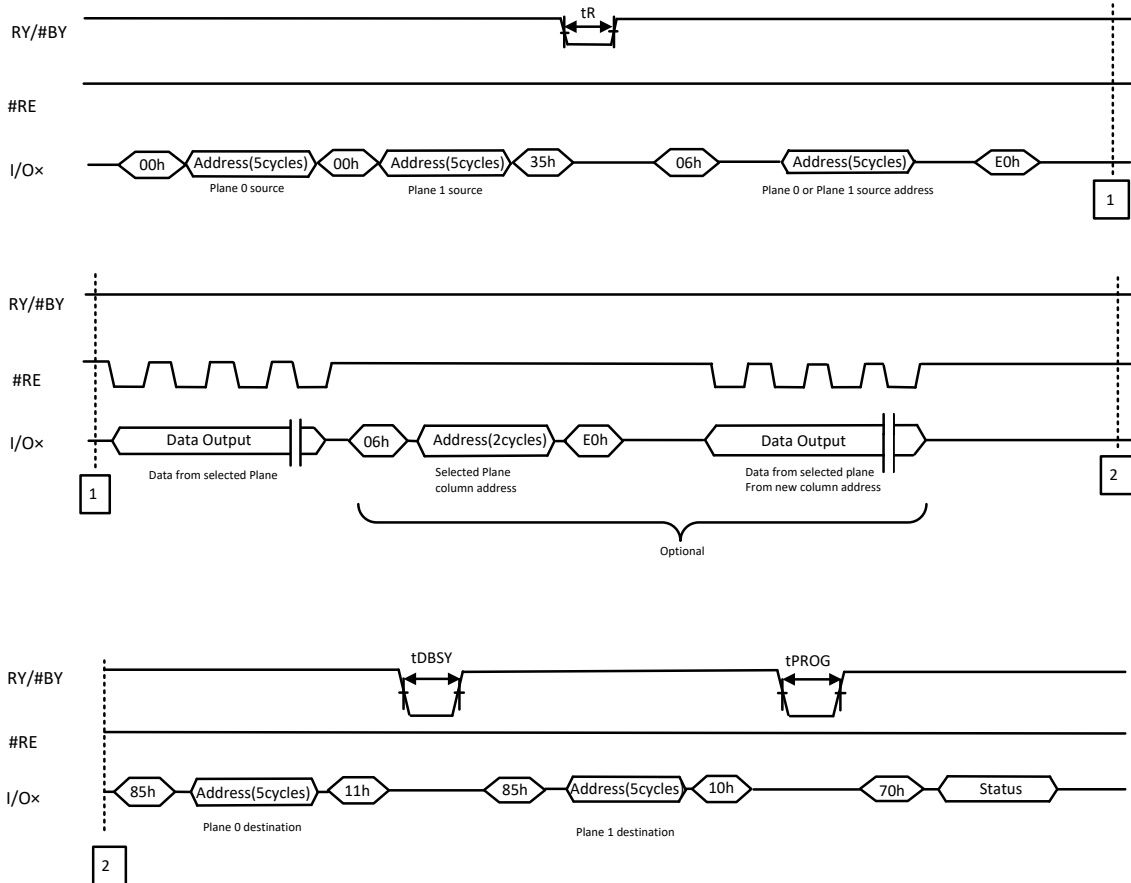 tR
RY/#BY
#RE
I/O×
00h
Address(5cycles)
00h
Address(5cycles)
35h
06h
Address(5cycles)
E0h
Plane 0 source
Plane 1 source
Plane 0 or Plane 1 source address
1
RY/#BY
#RE
I/O×
Data Output
06h
Address(2cycles)
E0h
Data Output
Data from selected Plane
Selected Plane
column address
Data from selected plane
From new column address
1
2
Optional
tDBSY
tPROG
RY/#BY
#RE
I/O×
85h
Address(5cycles)
11h
85h
Address(5cycles
10h
70h
Status
Plane 0 destination
Plane 1 destination
2